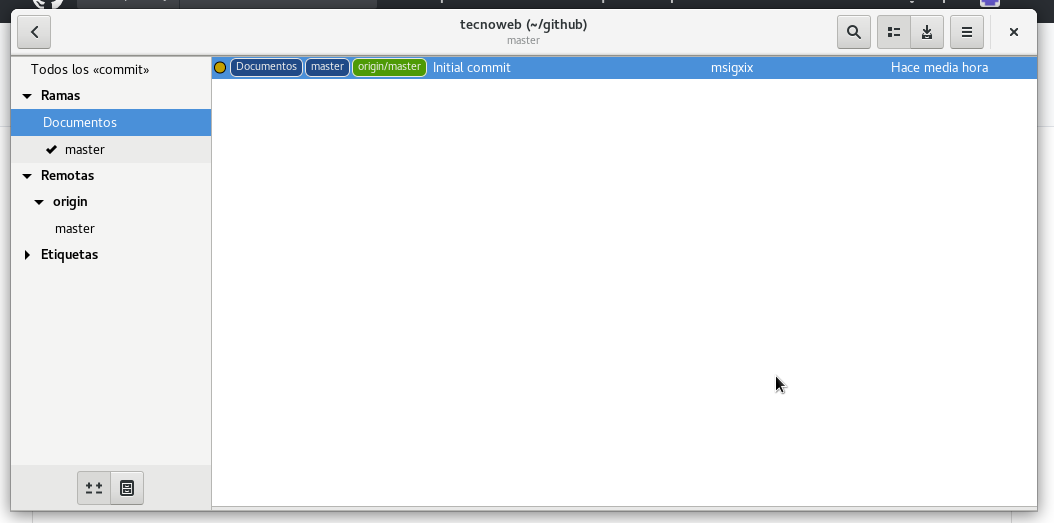 tecnoweb (~/github)
master
Todos los «commit»
Ramas
Documentos
master
Remotas
origin
master
Etiquetas
Documentos master origin/master Initial commit msigxix Hace media hora